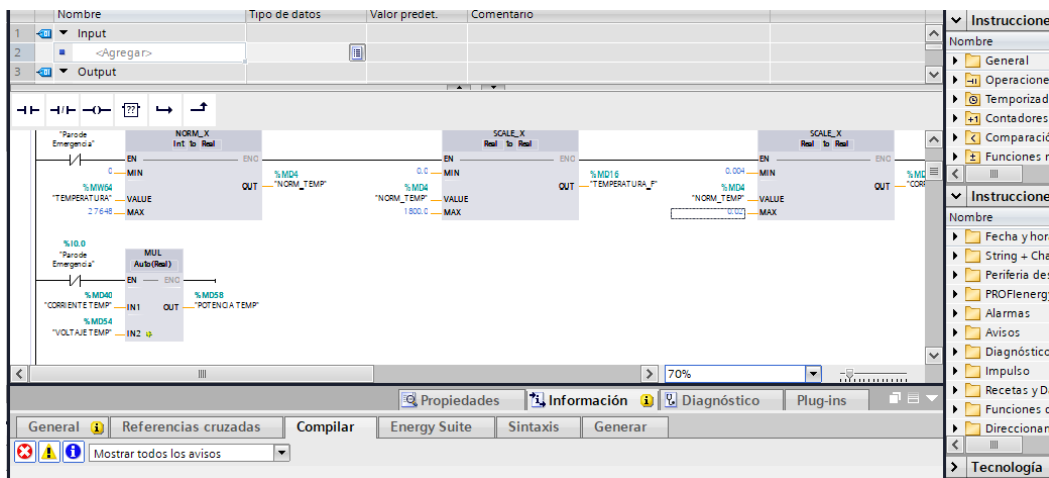 Nombre Tipo de datos Valor predet. Comentario
1 Input
2 <Agregar>
3 Output
"Parode
Emergencia"
NORM_X
Int to Real
EN ENO
0 MIN
%MW64
"TEMPERATURA" VALUE
27648 MAX
OUT
%MD4
"NORM_TEMP"
SCALE_X
Real to Real
EN ENO
0.0 MIN
%MD4
"NORM_TEMP" VALUE
1800.0 MAX
OUT
%MD16
"TEMPERATURA_F"
SCALE_X
Real to Real
EN ENO
0.004 MIN
%MD4
"NORM_TEMP" VALUE
0.02 MAX
OUT
%I0.0
"Parode
Emergencia"
MUL
Auto (Real)
EN ENO
%MD40
"CORRIENTE TEMP" IN1
%MD54
"VOLTAJE TEMP" IN2
OUT
%MD58
"POTENCIA TEMP"
70%
Propiedades Información Diagnóstico Plug-ins
General Referencias cruzadas Compilar Energy Suite Sintaxis Generar
Mostrar todos los avisos
Instruccione
Nombre
General
Operacione
Temporizad
Contadores
Comparació
Funciones
Instruccione
Nombre
Fecha y hor
String + Cha
Periferia des
PROFIenerg
Alarmas
Avisos
Diagnóstico
Impulso
Recetas y D
Funciones
Direccionan
Tecnología